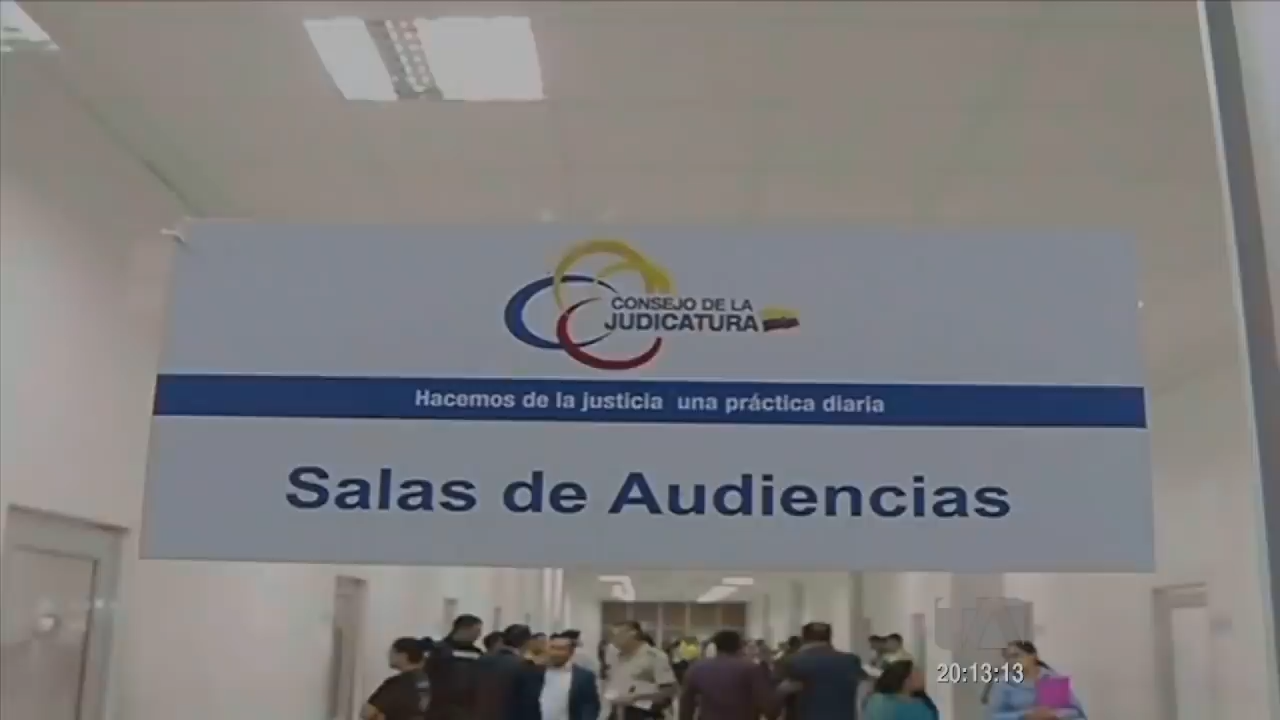 CONSEJO DE LA
JUDICATURA
Hacemos de la justicia una práctica diaria
Salas de Audiencias
20:13:13